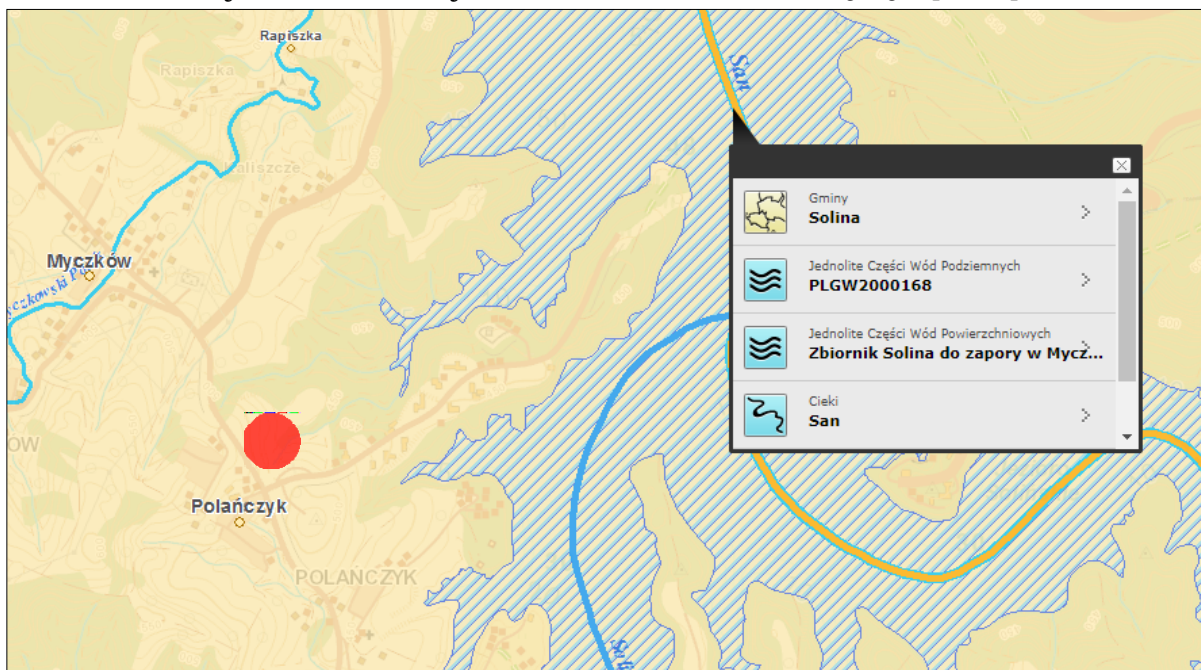 Rapiszka
Rapiszka
San
Myczków
Gminy
Solina
Jednolite Części Wód Podziemnych
PLGW2000168
Jednolite Części Wód Powierzchniowych
Zbiornik Solina do zapory w Mycz...
Cieki
San
Polańczyk
POLAŃCZYK